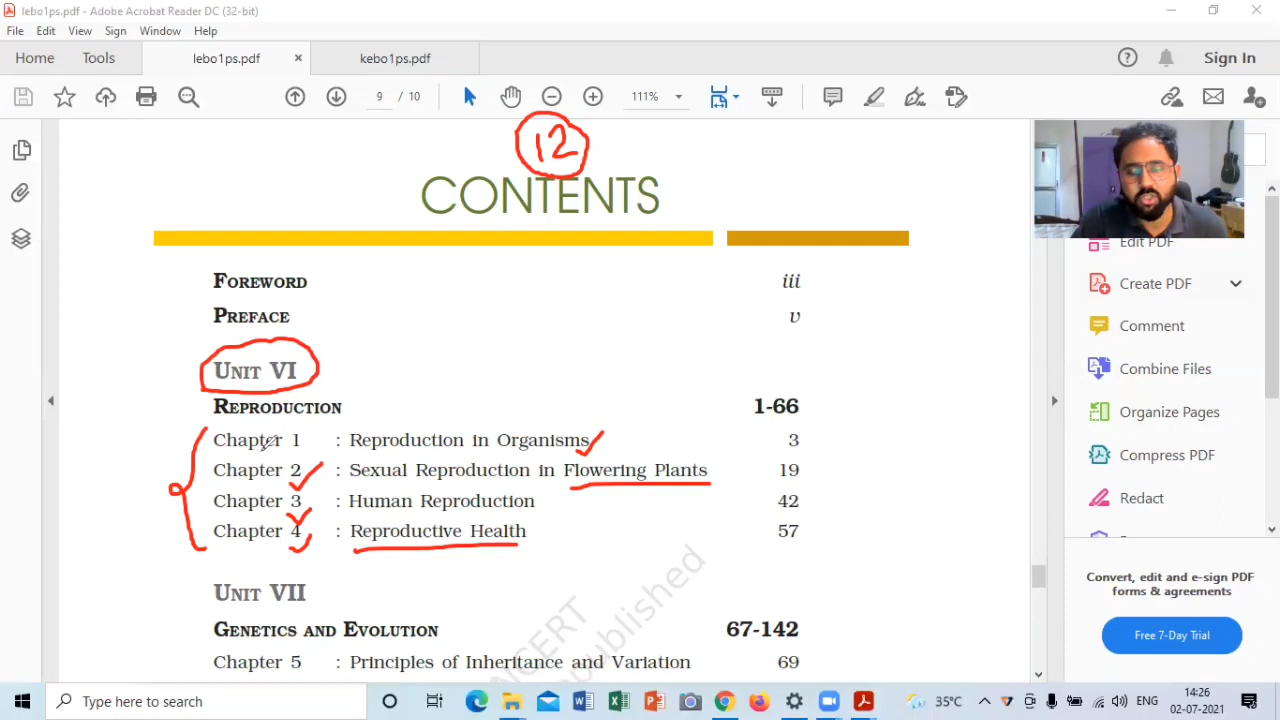 lebo1ps.pdf - Adobe Acrobat Reader DC (32-bit)
File Edit View Sign Window Help
Home Tools lebo1ps.pdf × kebo1ps.pdf Sign In
9 / 10 111%
12
CONTENTS
FOREWORD iii
PREFACE v
UNIT VI
REPRODUCTION 1-66
Chapter 1 : Reproduction in Organisms 3
Chapter 2 : Sexual Reproduction in Flowering Plants 19
Chapter 3 : Human Reproduction 42
Chapter 4 : Reproductive Health 57
UNIT VII
GENETICS AND EVOLUTION 67-142
Chapter 5 : Principles of Inheritance and Variation 69
NCERT
published
Edit PDF
Create PDF
Comment
Combine Files
Organize Pages
Compress PDF
Redact
Convert, edit and e-sign PDF
forms & agreements
Free 7-Day Trial
Type here to search
35°C ENG 14:26
02-07-2021